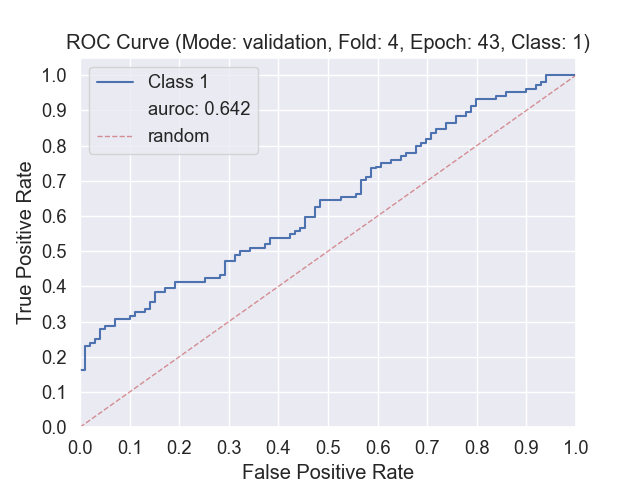 ROC Curve (Mode: validation, Fold: 4, Epoch: 43, Class: 1)
Class 1
auroc: 0.642
random
True Positive Rate
1.0
0.9
0.8
0.7
0.6
0.5
0.4
0.3
0.2
0.1
0.0
0.0 0.1 0.2 0.3 0.4 0.5 0.6 0.7 0.8 0.9 1.0
False Positive Rate